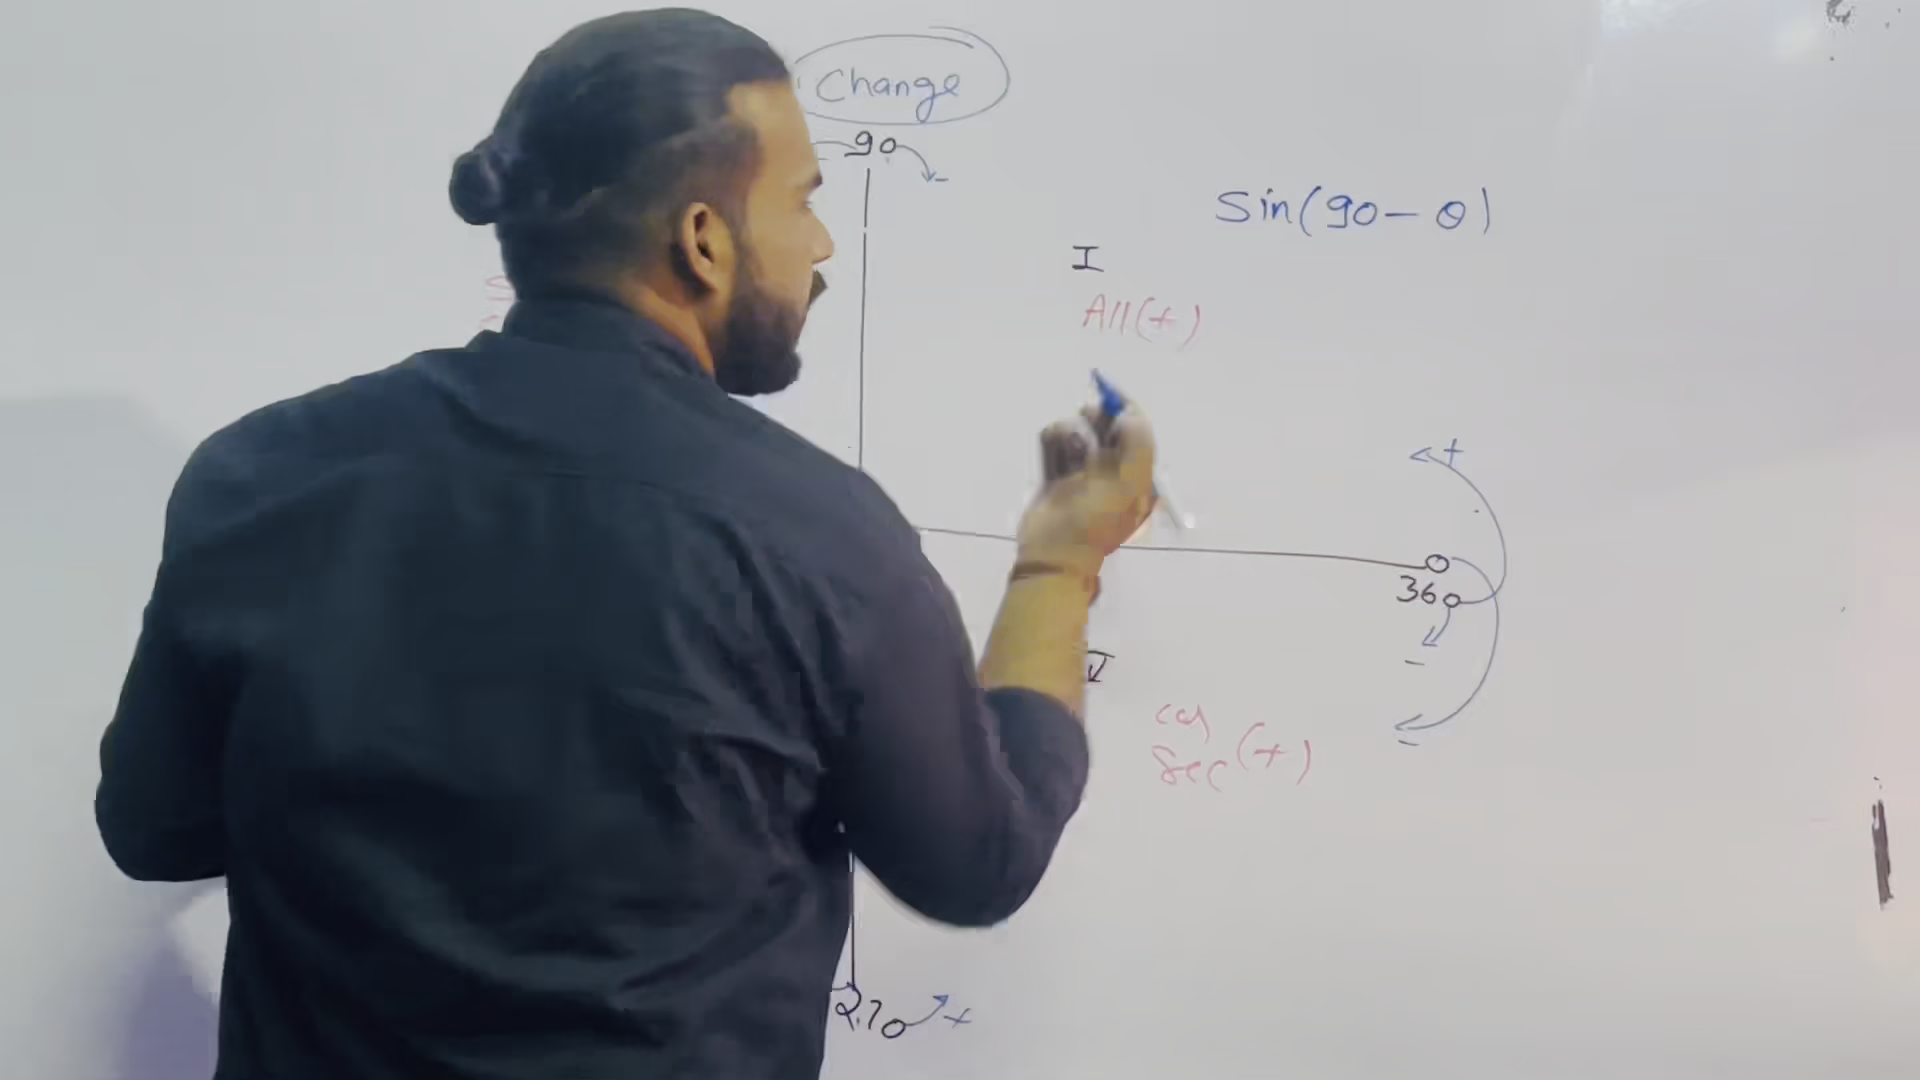 Change
90
-
Sin(90-θ)
I
All(+)
+
0
360
-
-
cos
Sec (+)
270 +